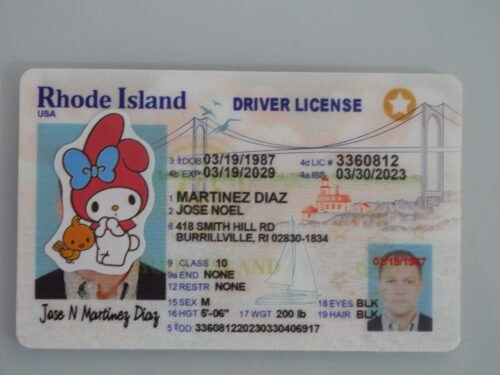 Rhode Island
USA
DRIVER LICENSE
3 DOB 03/19/1987
4d LIC # 3360812
4b EXP 03/19/2029
4a ISS 03/30/2023
1 MARTINEZ DIAZ
2 JOSE NOEL
8 418 SMITH HILL RD
BURRILLVILLE, RI 02830-1834
9 CLASS 10
9a END NONE
12 RESTR NONE
15 SEX M
16 HGT 5'-06"
17 WGT 200 lb
18 EYES BLK
19 HAIR BLK
5 DD 336081220230330406917
Jose N Martinez Diaz
03/19/1987